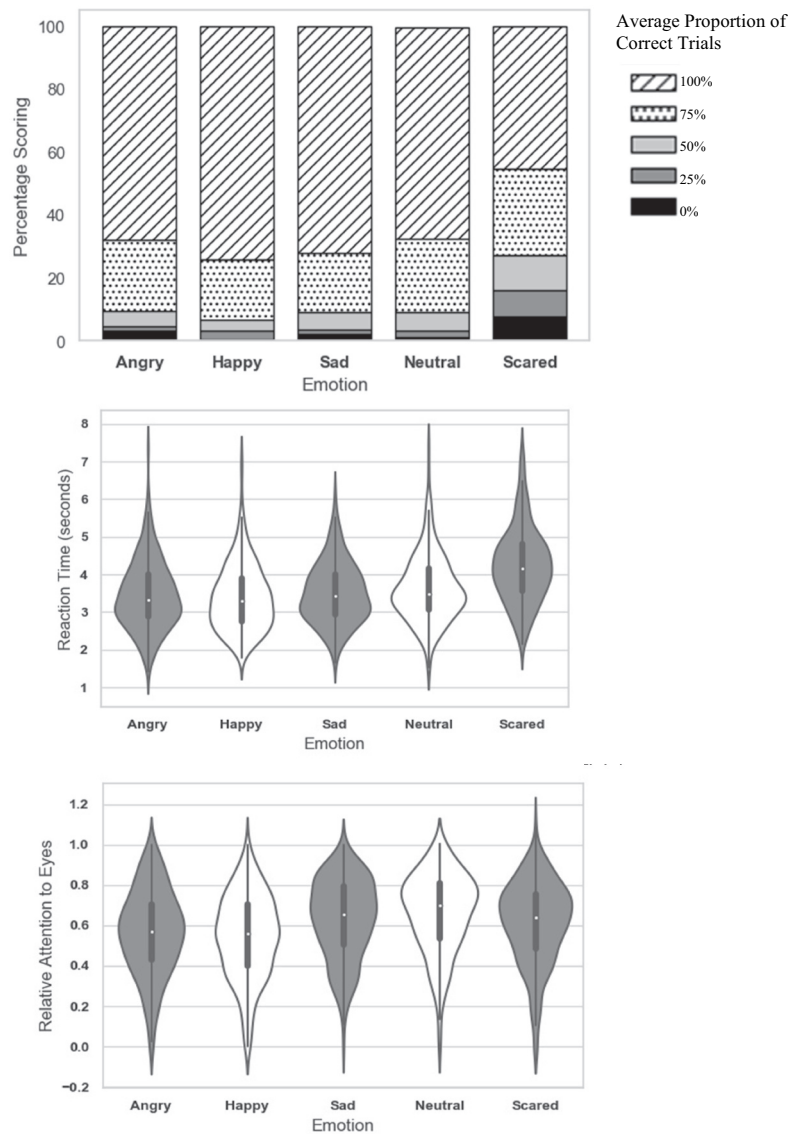 Average Proportion of
Correct Trials
100%
75%
50%
25%
0%
Percentage Scoring
100
80
60
40
20
0
Angry Happy Sad Neutral Scared
Emotion
Reaction Time (seconds)
8
7
6
5
4
3
2
1
Angry Happy Sad Neutral Scared
Emotion
Relative Attention to Eyes
1.2
1.0
0.8
0.6
0.4
0.2
0.0
−0.2
Angry Happy Sad Neutral Scared
Emotion